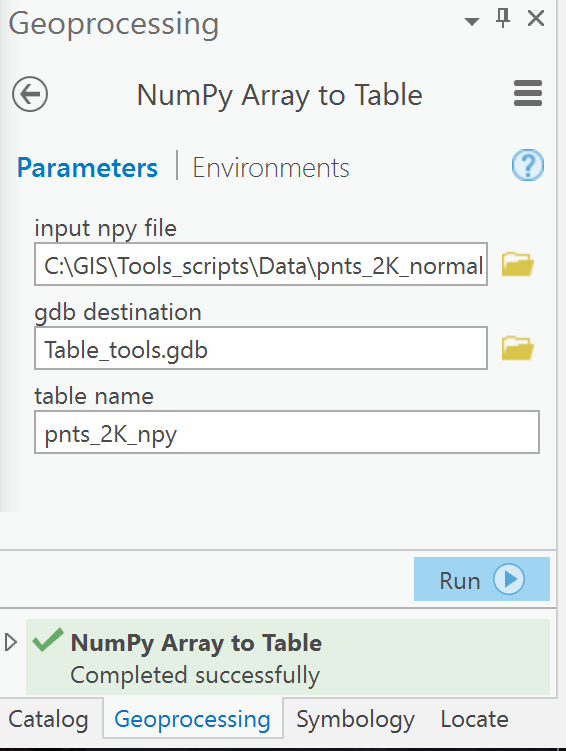 Geoprocessing
NumPy Array to Table
Parameters | Environments
?
input npy file
C:\GIS\Tools_scripts\Data\pnts_2K_normal
gdb destination
Table_tools.gdb
table name
pnts_2K_npy
Run
NumPy Array to Table
Completed successfully
Catalog Geoprocessing Symbology Locate